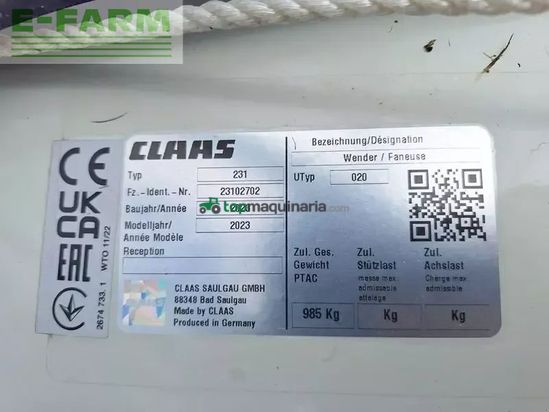 E-FARM
CE
UK
CA
EAC
2674 733. 1 WTO 11/22
CLAAS
Typ 231
Fz.-Ident.-Nr. 23102702
Baujahr/Année
topmaquinaria.com
Modelljahr/
Année Modèle 2023
Reception
CLAAS SAULGAU GMBH
88348 Bad Saulgau
Made by CLAAS
Produced in Germany
Bezeichnung/Désignation
Wender / Faneuse
UTyp 020
Zul. Ges.
Gewicht
PTAC
985 Kg
Zul.
Stützlast
messe max.
admissible
attelage
Kg
Zul.
Achslast
messe max.
admissible
essieu
Kg